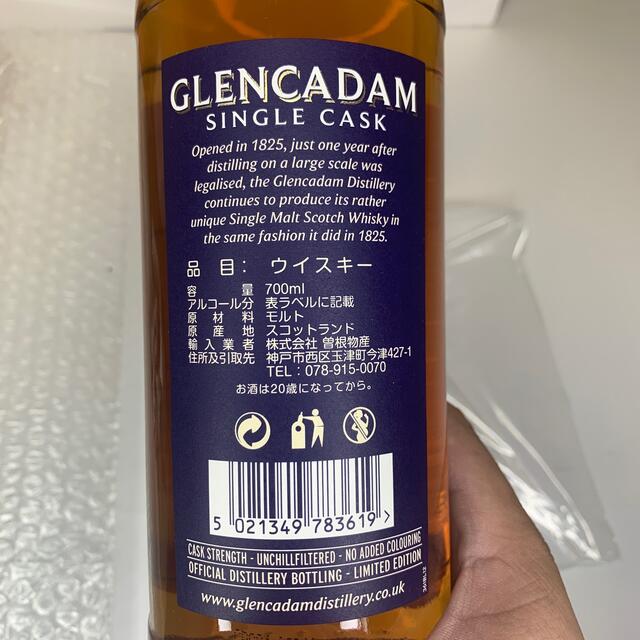 GLENCADAM
SINGLE CASK
Opened in 1825, just one year after
distilling on a large scale was
legalised, the Glencadam Distillery
continues to produce its rather
unique Single Malt Scotch Whisky in
the same fashion it did in 1825.
品 目： ウイスキー
容 量 700ml
アルコール分 表ラベルに記載
原 材 料 モルト
原 産 地 スコットランド
輸 入 業 者 株式会社 曽根物産
住所及引取先 神戸市西区玉津町今津427-1
TEL：078-915-0070
お酒は20歳になってから。
5 021349 783619 >
CASK STRENGTH - UNCHILLFILTERED - NO ADDED COLOURING
OFFICIAL DISTILLERY BOTTLING - LIMITED EDITION
www.glencadamdistillery.co.uk